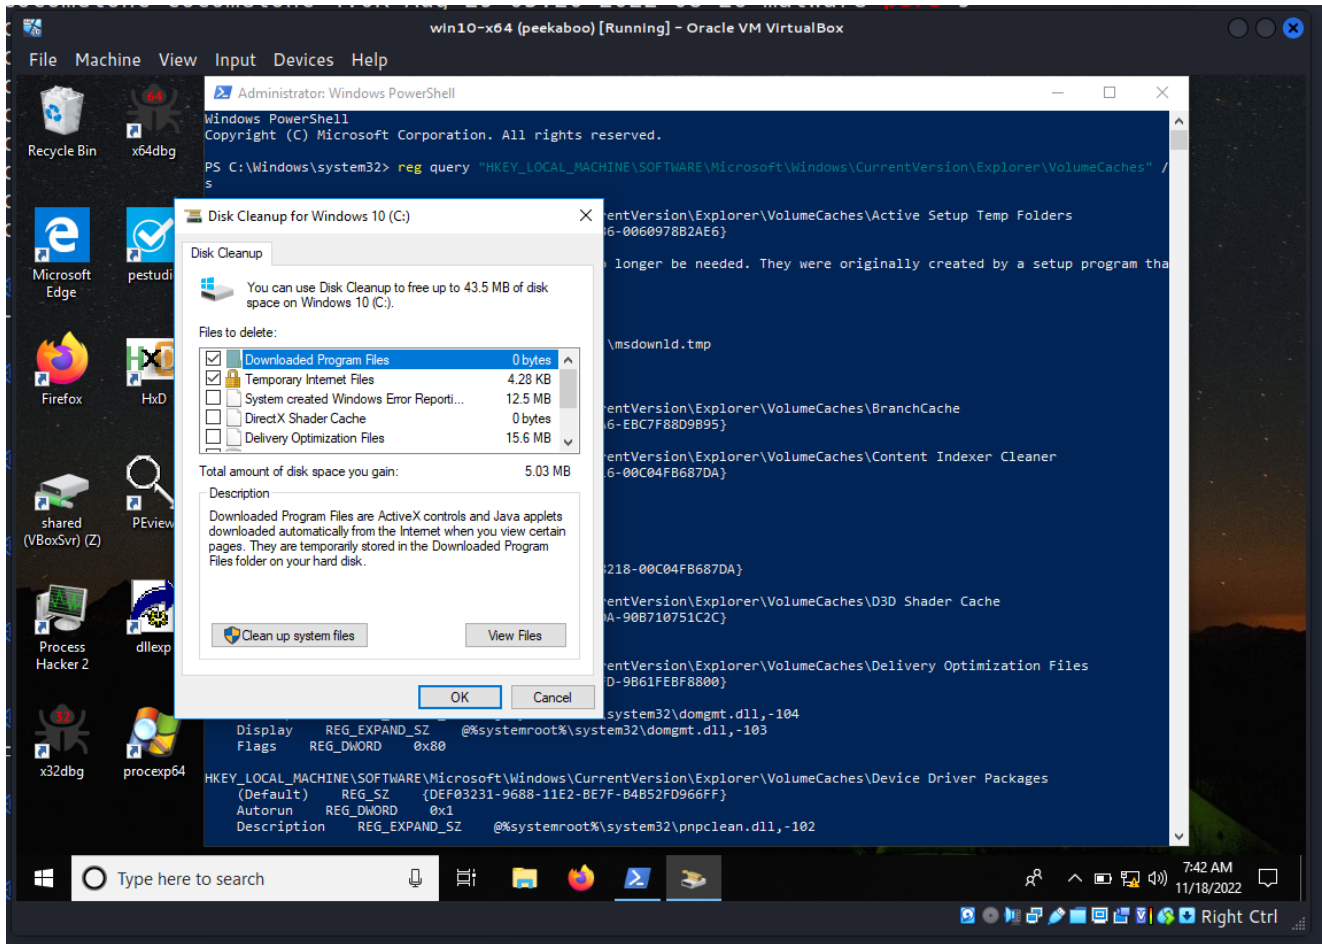 win10-x64 (peekaboo) [Running] - Oracle VM VirtualBox
File Machine View Input Devices Help
Recycle Bin
x64dbg
Microsoft Edge
pestudi
Firefox
HxD
shared (VBoxSvr) (Z)
PEview
Process Hacker 2
dllexp
x32dbg
procexp64
Administrator: Windows PowerShell
Windows PowerShell
Copyright (C) Microsoft Corporation. All rights reserved.
PS C:\Windows\system32> reg query "HKEY_LOCAL_MACHINE\SOFTWARE\Microsoft\Windows\CurrentVersion\Explorer\VolumeCaches" /
s
entVersion\Explorer\VolumeCaches\Active Setup Temp Folders
6-0060978B2AE6}
longer be needed. They were originally created by a setup program tha
\msdownld.tmp
entVersion\Explorer\VolumeCaches\BranchCache
6-EBC7F88D9B95}
entVersion\Explorer\VolumeCaches\Content Indexer Cleaner
6-00C04FB687DA}
218-00C04FB687DA}
entVersion\Explorer\VolumeCaches\D3D Shader Cache
A-90B710751C2C}
entVersion\Explorer\VolumeCaches\Delivery Optimization Files
D-9B61FEBF8800}
system32\domgmt.dll,-104
Display REG_EXPAND_SZ @%systemroot%\system32\domgmt.dll,-103
Flags REG_DWORD 0x80
HKEY_LOCAL_MACHINE\SOFTWARE\Microsoft\Windows\CurrentVersion\Explorer\VolumeCaches\Device Driver Packages
(Default) REG_SZ {DEF03231-9688-11E2-BE7F-B4B52FD966FF}
Autorun REG_DWORD 0x1
Description REG_EXPAND_SZ @%systemroot%\system32\pnpclean.dll,-102
Disk Cleanup for Windows 10 (C:)
Disk Cleanup
You can use Disk Cleanup to free up to 43.5 MB of disk
space on Windows 10 (C:).
Files to delete:
Downloaded Program Files 0 bytes
Temporary Internet Files 4.28 KB
System created Windows Error Reporti... 12.5 MB
DirectX Shader Cache 0 bytes
Delivery Optimization Files 15.6 MB
Total amount of disk space you gain: 5.03 MB
Description
Downloaded Program Files are ActiveX controls and Java applets
downloaded automatically from the Internet when you view certain
pages. They are temporarily stored in the Downloaded Program
Files folder on your hard disk.
Clean up system files
View Files
OK
Cancel
Type here to search
7:42 AM
11/18/2022
Right Ctrl